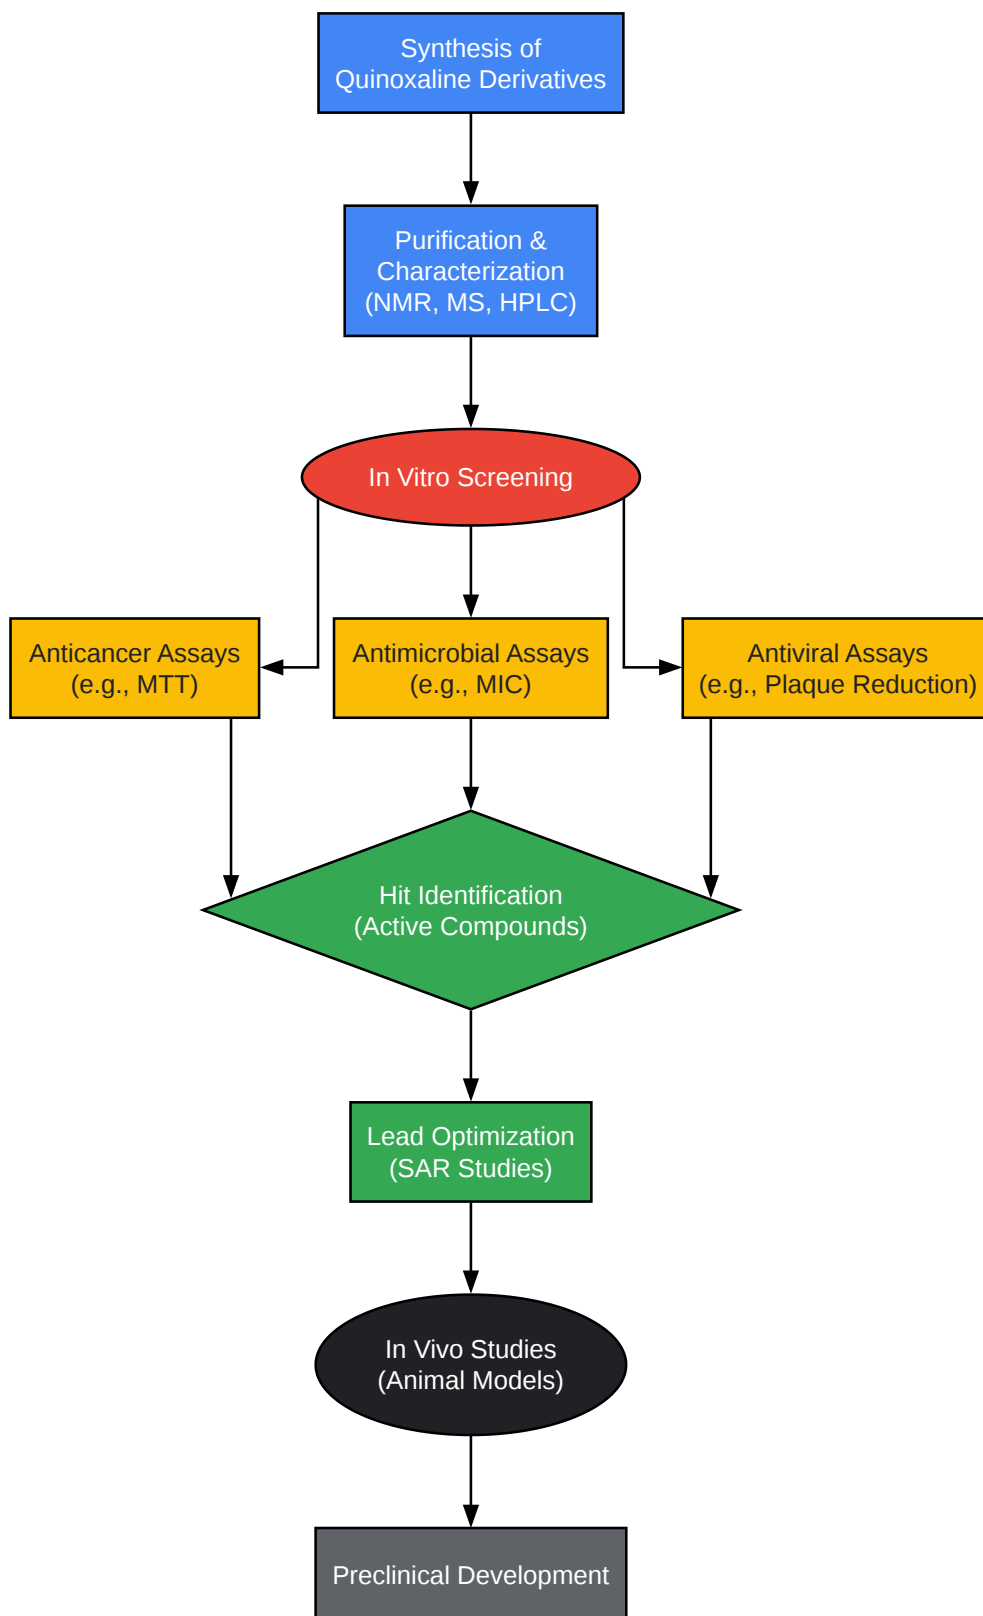 Synthesis of
Quinoxaline Derivatives
Purification &
Characterization
(NMR, MS, HPLC)
In Vitro Screening
Anticancer Assays
(e.g., MTT)
Antimicrobial Assays
(e.g., MIC)
Antiviral Assays
(e.g., Plaque Reduction)
Hit Identification
(Active Compounds)
Lead Optimization
(SAR Studies)
In Vivo Studies
(Animal Models)
Preclinical Development